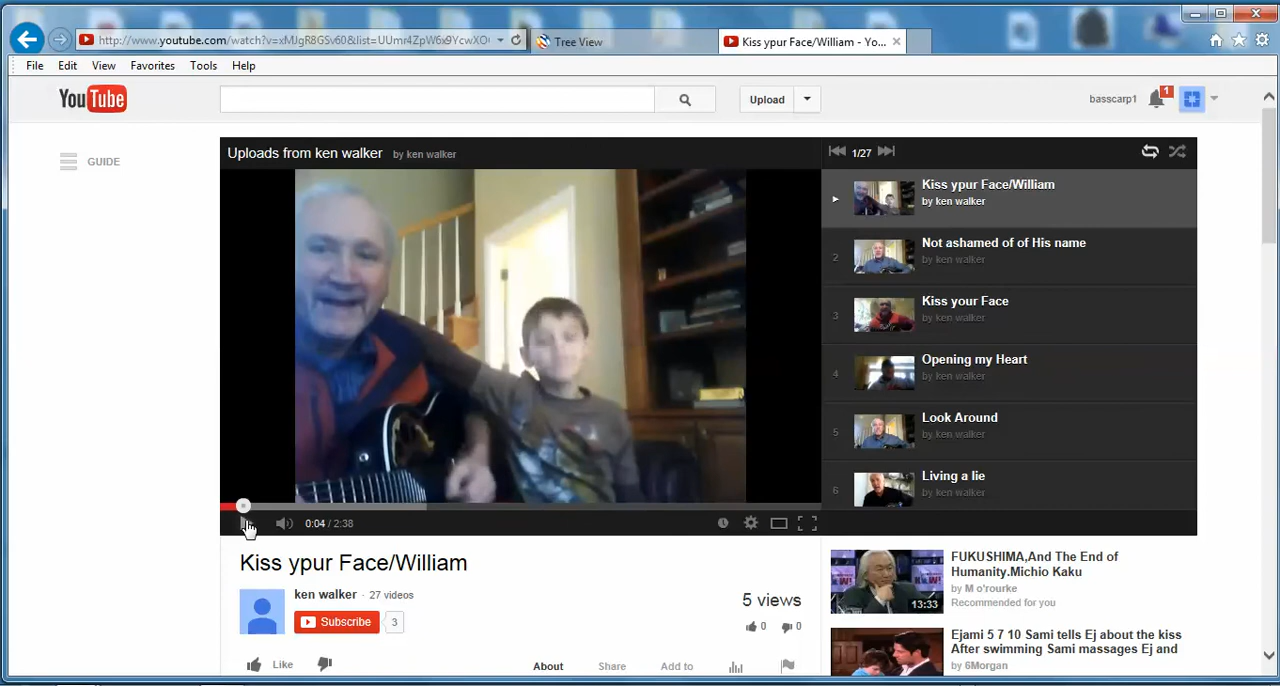 http://www.youtube.com/watch?v=xMJgR8GSv60&list=UUmr4ZpW6x9YcwXO
Tree View
Kiss ypur Face/William - Yo...
File Edit View Favorites Tools Help
YouTube
Upload
basscarp1
1
GUIDE
Uploads from ken walker by ken walker
1/27
Kiss ypur Face/William
by ken walker
2
Not ashamed of of His name
by ken walker
3
Kiss your Face
by ken walker
4
Opening my Heart
by ken walker
5
Look Around
by ken walker
6
Living a lie
by ken walker
0:04 / 2:38
Kiss ypur Face/William
ken walker · 27 videos
Subscribe 3
5 views
0 0
Like
About Share Add to
FUKUSHIMA,And The End of
Humanity.Michio Kaku
by M o'rourke
Recommended for you
13:33
Ejami 5 7 10 Sami tells Ej about the kiss
After swimming Sami massages Ej and
by 6Morgan